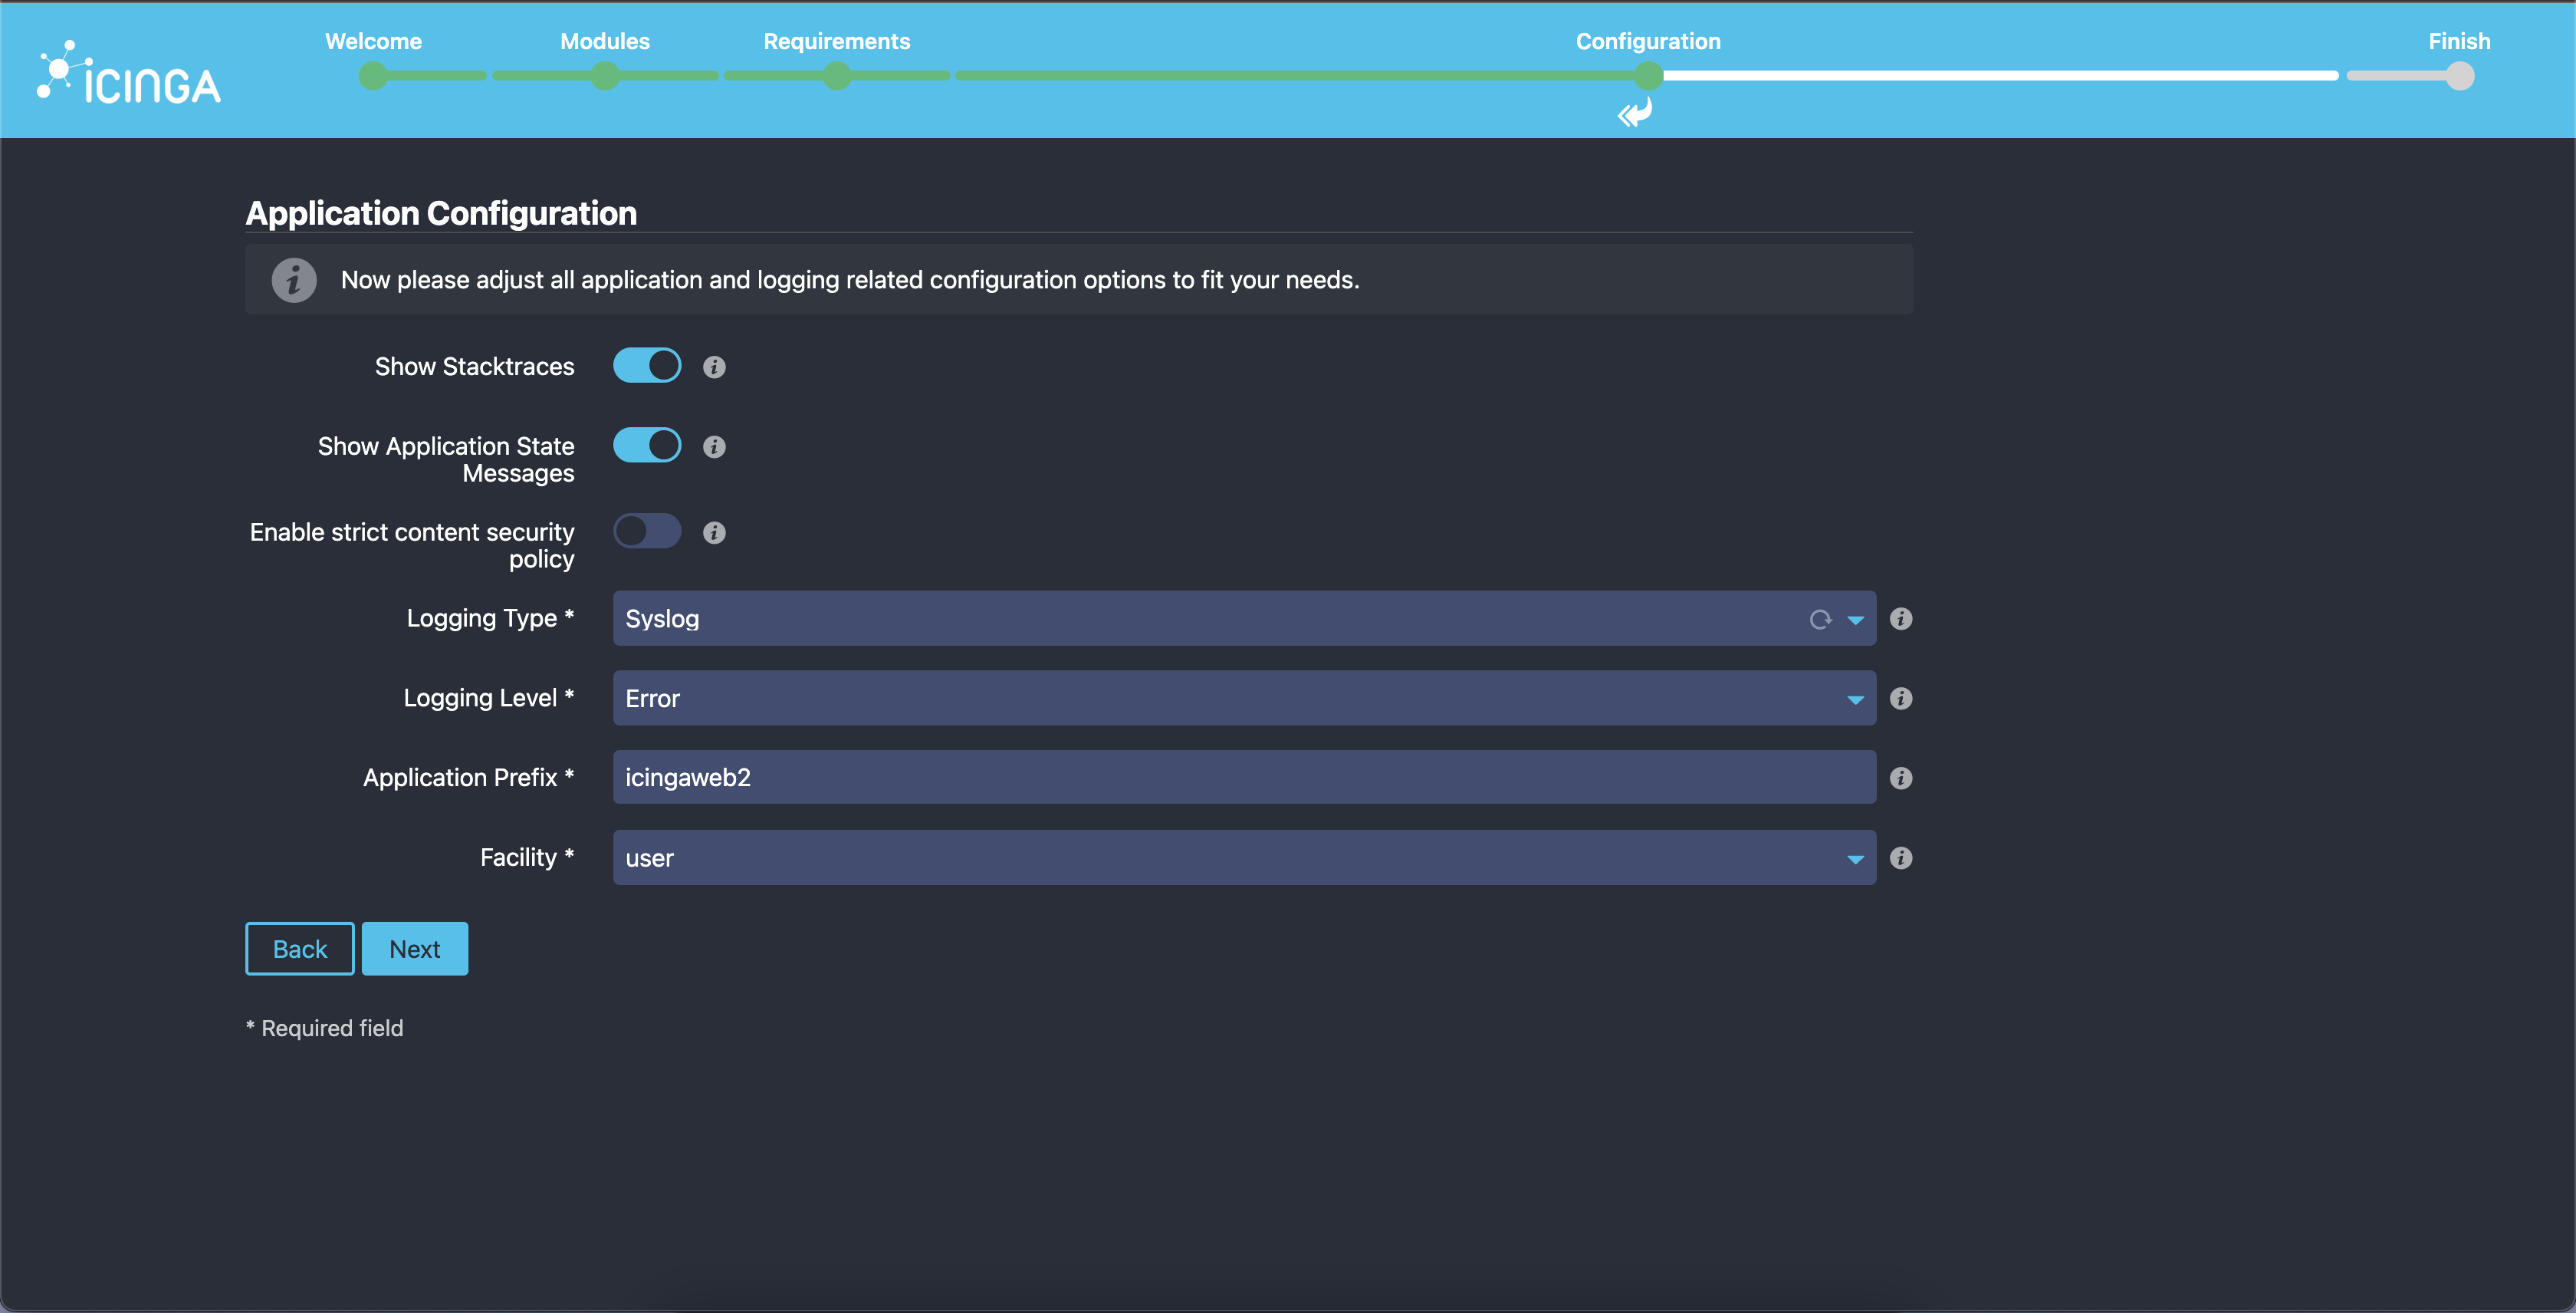 ICINGA
Welcome
Modules
Requirements
Configuration
Finish
Application Configuration
Now please adjust all application and logging related configuration options to fit your needs.
Show Stacktraces
Show Application State
Messages
Enable strict content security
policy
Logging Type *
Syslog
Logging Level *
Error
Application Prefix *
icingaweb2
Facility *
user
Back
Next
* Required field